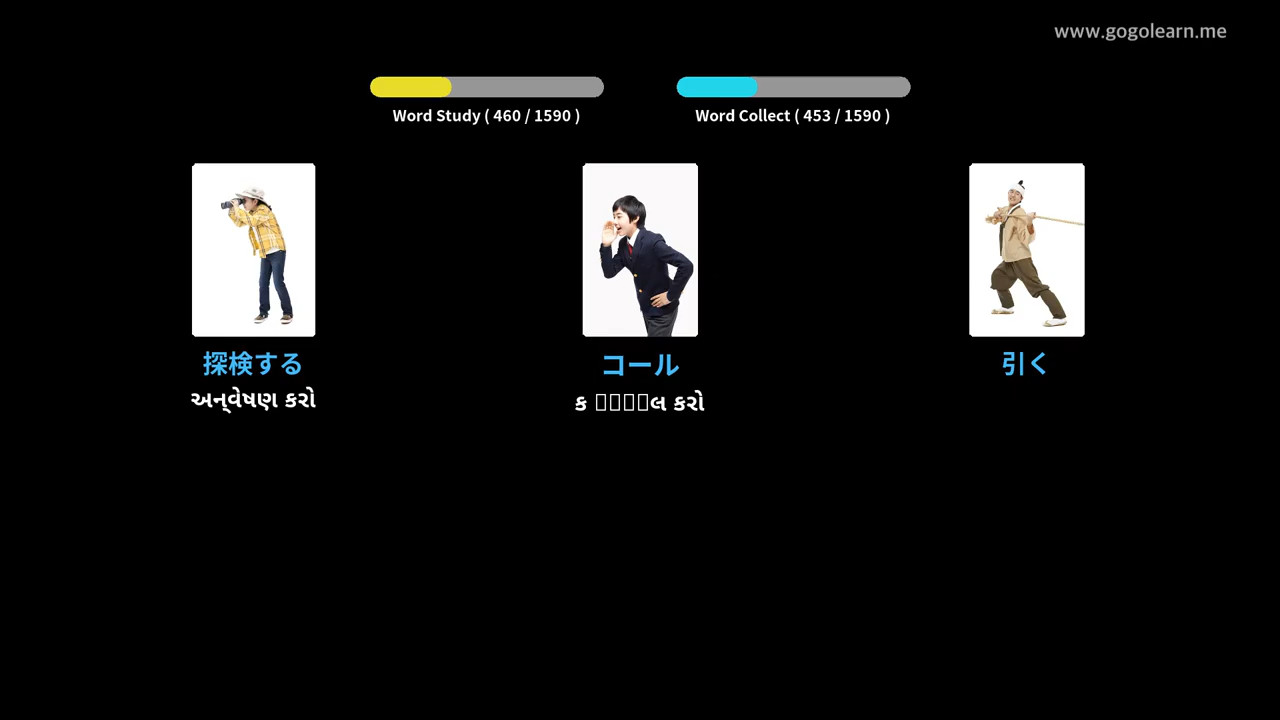 www.gogolearn.me
Word Study ( 460 / 1590 )
Word Collect ( 453 / 1590 )
探検する
コール
引く
અન્વેષણ કરો
ક ▯▯▯▯લ કરો